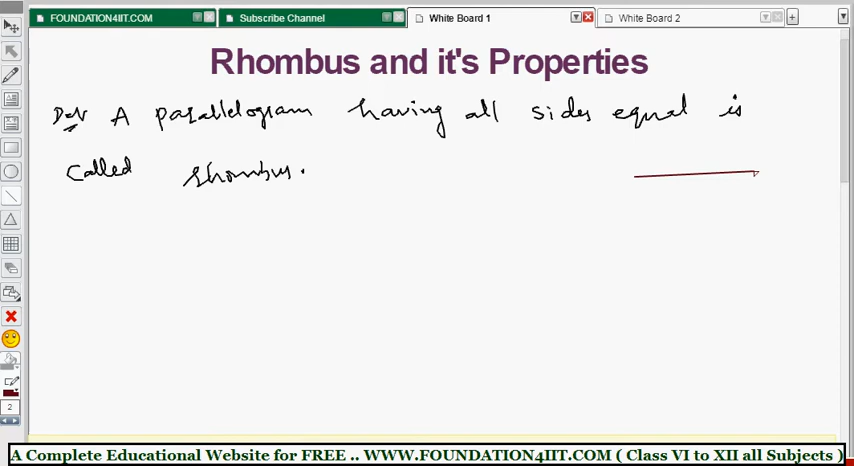 FOUNDATION4IIT.COM
Subscribe Channel
White Board 1
White Board 2
Rhombus and it's Properties
Def A parallelogram having all sides equal is
Called rhombus.
2
A Complete Educational Website for FREE .. WWW.FOUNDATION4IIT.COM ( Class VI to XII all Subjects )